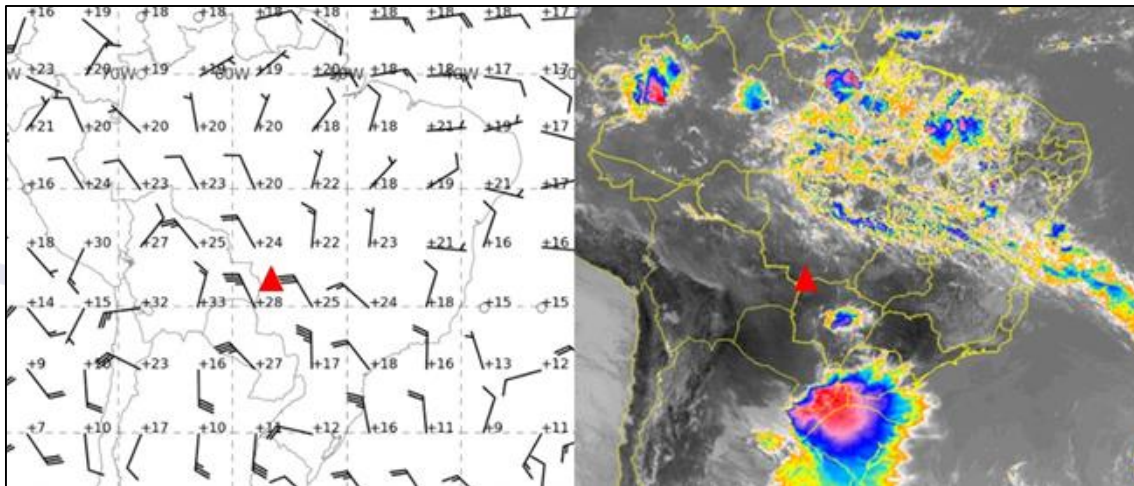 +16 +19 +18 +18 +18 +18 +18 +18 +18 +17
W 70W 60W 50W 40W 30
+23 +20 +19 +19 +20 +18 +17
+21 +20 +20 +20 +20 +18 +21 +19 +17
+16 +24 +23 +23 +20 +22 +18 +19 +21 +17
+18 +30 +27 +25 +24 +22 +23 +21 +16 +16
+14 +15 +32 +33 +28 +25 +24 +18 +15 +15
+9 +23 +16 +27 +17 +18 +16 +13 +12
+7 +10 +17 +10 +11 +12 +16 +11 +9 +11